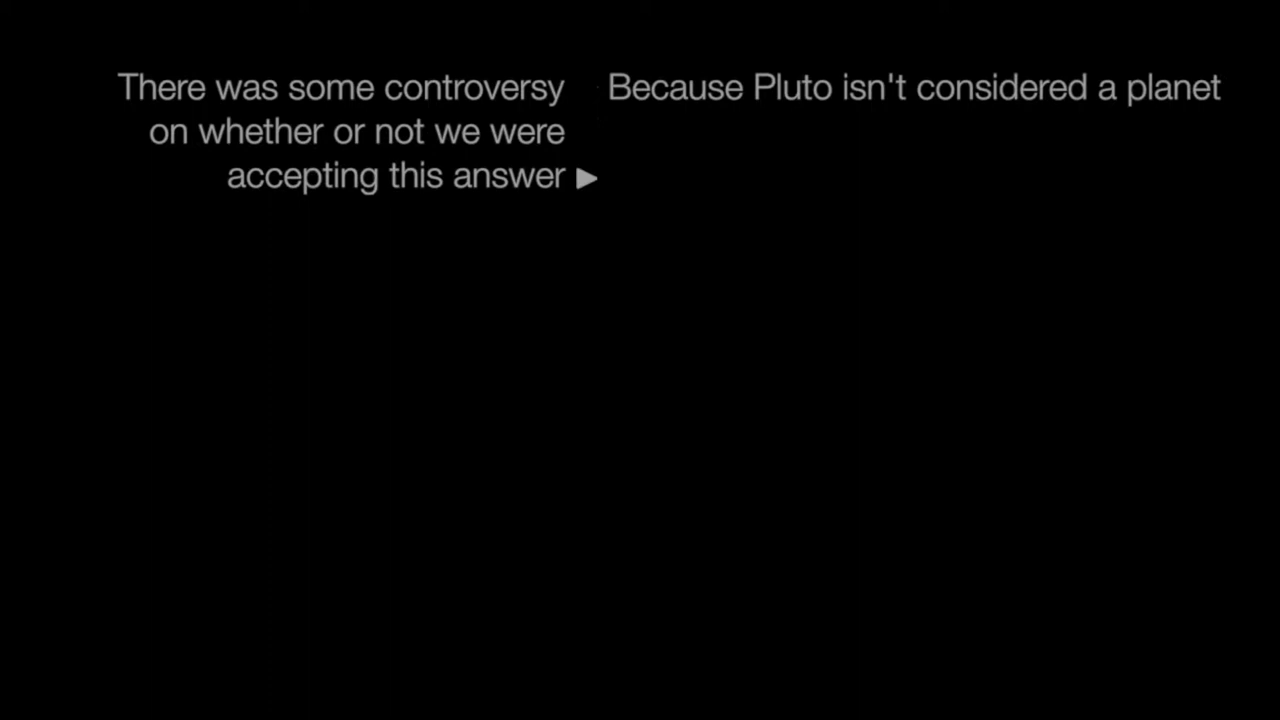 There was some controversy
on whether or not we were
accepting this answer ▶
Because Pluto isn't considered a planet